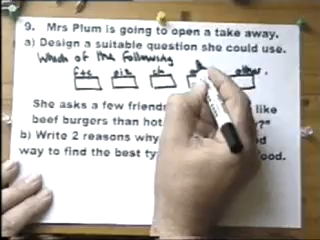 9. Mrs Plum is going to open a take away.
a) Design a suitable question she could use.
Which of the following
f+c piz ch other.
She asks a few friend like
beef burgers than hot y?"
b) Write 2 reasons why d
way to find the best ty food.